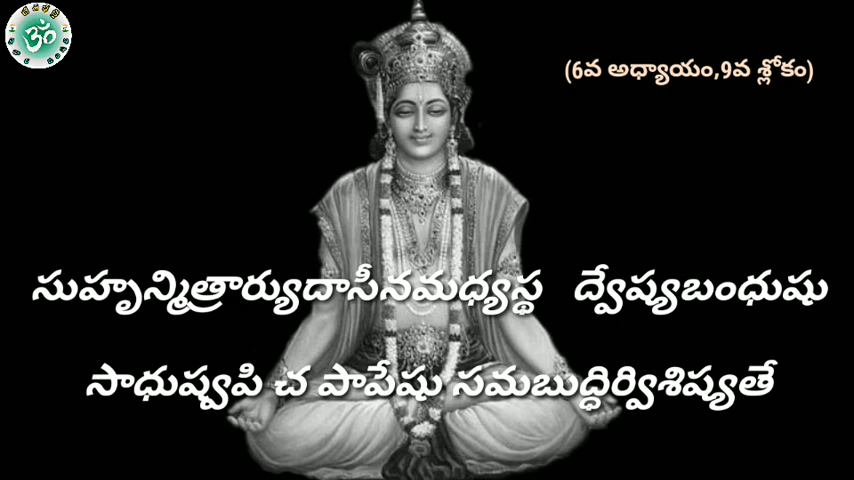 (6వ అధ్యాయం,9వ శ్లోకం)
సుహృన్మిత్రార్యుదాసీనమధ్యస్థ ద్వేష్యబంధుషు
సాధుష్వపి చ పాపేషు సమబుద్ధిర్విశిష్యతే